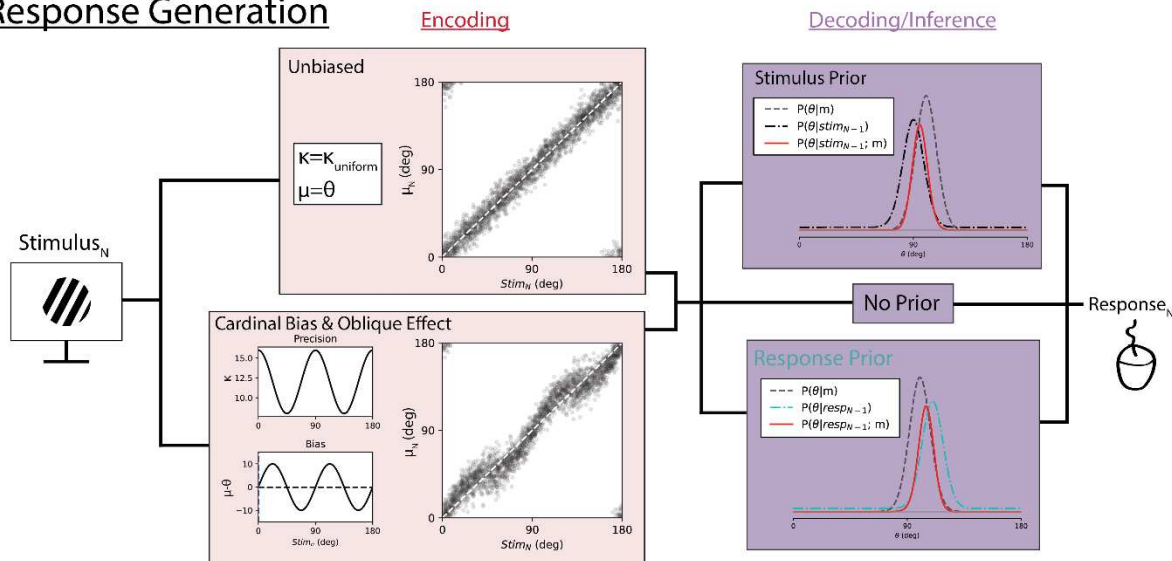 Response Generation
Encoding
Decoding/Inference
Unbiased
κ=κuniform
μ=θ
180
90
0
μN (deg)
0
90
180
StimN (deg)
StimulusN
Cardinal Bias & Oblique Effect
Precision
15.0
12.5
10.0
κ
0
90
180
Bias
10
0
−10
μ-θ
0
90
180
Stimn (deg)
180
90
0
μN (deg)
0
90
180
StimN (deg)
Stimulus Prior
P(θ|m)
P(θ|stimN−1)
P(θ|stimN−1; m)
0
90
180
θ (deg)
No Prior
ResponseN
Response Prior
P(θ|m)
P(θ|respN−1)
P(θ|respN−1; m)
0
90
180
θ (deg)